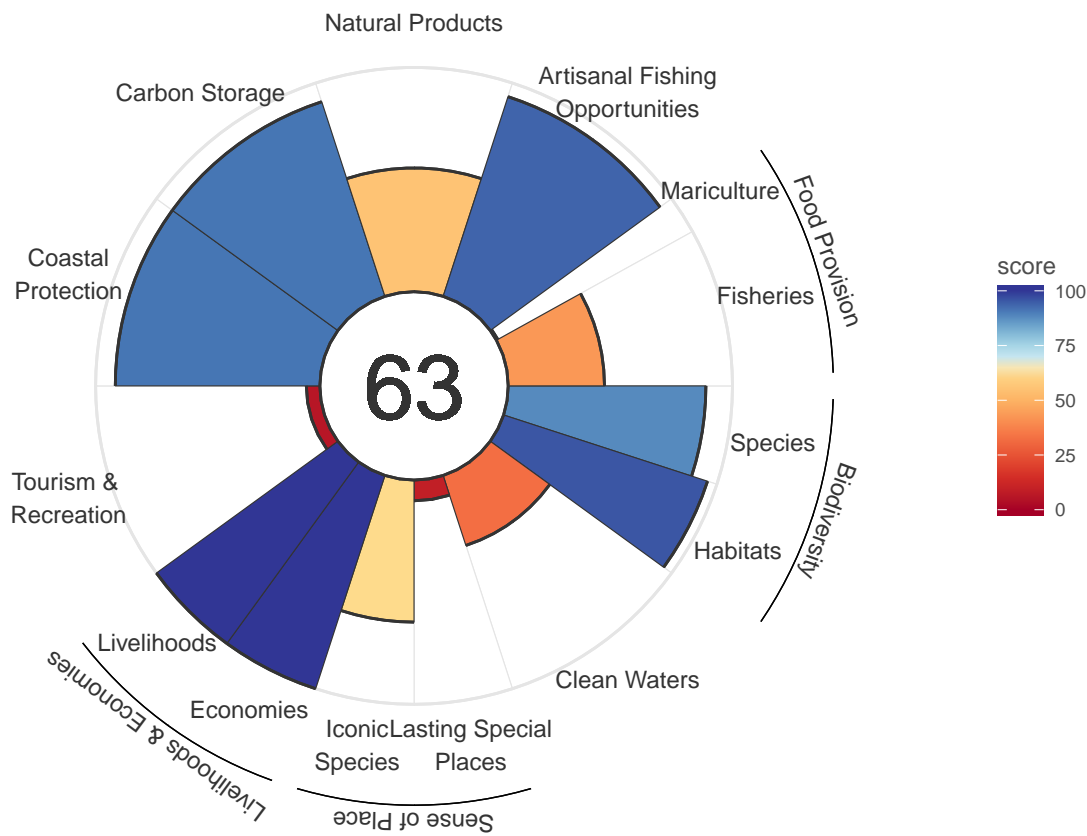 Natural Products
Carbon Storage
Artisanal Fishing
Opportunities
Mariculture
Food Provision
Coastal
Protection
Fisheries
score
100
75
50
25
0
63
Species
Biodiversity
Habitats
Tourism &
Recreation
Clean Waters
Livelihoods
Economies
Livelihoods & Economies
Iconic
Species
Lasting Special
Places
Sense of Place